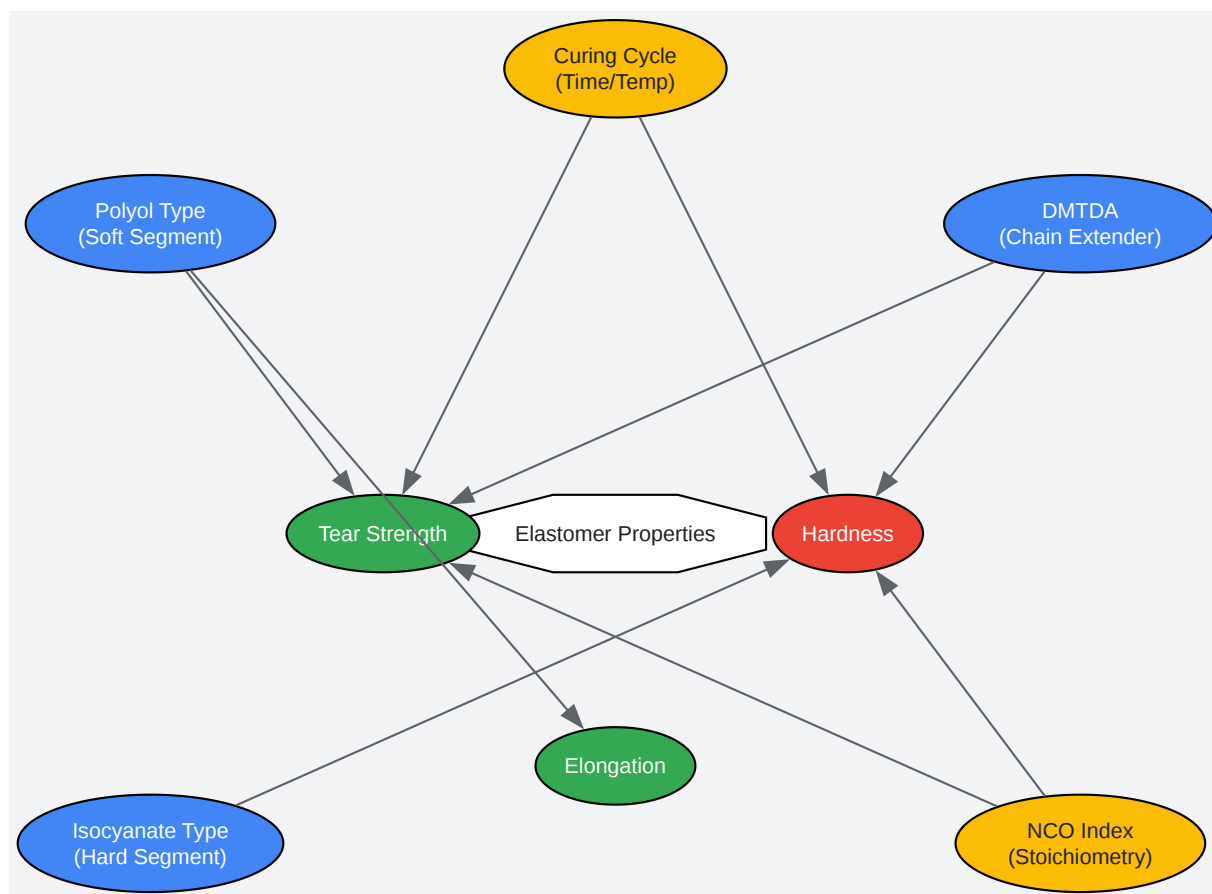 Curing Cycle
(Time/Temp)
Polyol Type
(Soft Segment)
DMTDA
(Chain Extender)
Tear Strength
Elastomer Properties
Hardness
Elongation
Isocyanate Type
(Hard Segment)
NCO Index
(Stoichiometry)